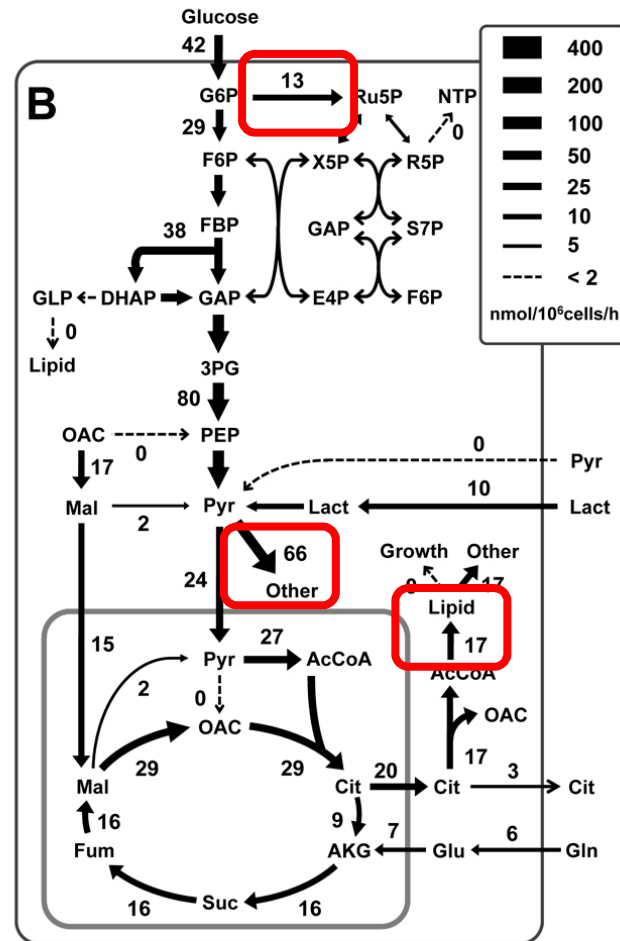 Glucose
42
B
G6P
13
Ru5P
NTP
0
29
F6P
X5P
R5P
FBP
38
GAP
S7P
GLP
DHAP
GAP
E4P
F6P
0
Lipid
3PG
80
OAC
PEP
0
17
0
Pyr
Mal
2
Pyr
Lact
10
Lact
66
Other
24
Growth
Other
0
17
Lipid
17
15
Pyr
27
AcCoA
AcCoA
2
0
OAC
OAC
29
29
17
Mal
Cit
20
Cit
3
Cit
16
9
Fum
AKG
7
Glu
6
Gln
16
Suc
16
400
200
100
50
25
10
5
< 2
nmol/10⁶cells/h